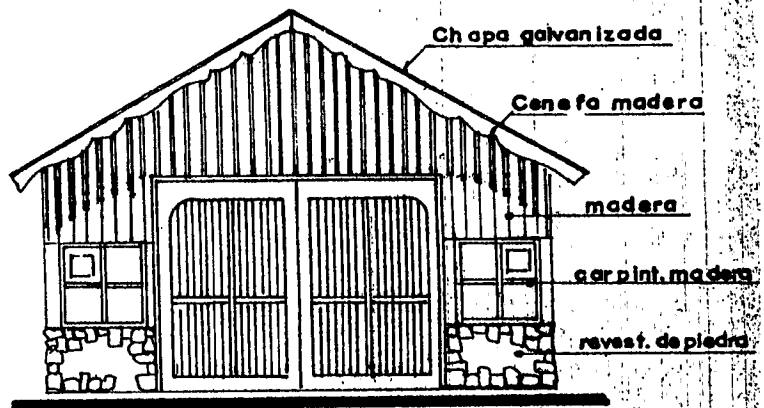 Chapa galvanizada
Cenefa madera
madera
carpint. madera
revest. de piedra